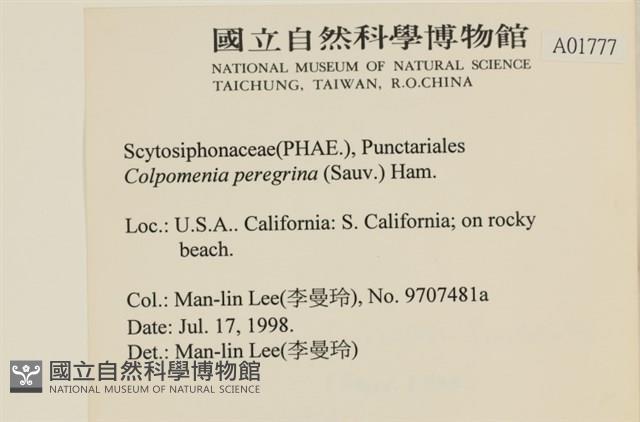 國立自然科學博物館
NATIONAL MUSEUM OF NATURAL SCIENCE
TAICHUNG, TAIWAN, R.O.CHINA
A01777
Scytosiphonaceae(PHAE.), Punctariales
Colpomenia peregrina (Sauv.) Ham.
Loc.: U.S.A.. California: S. California; on rocky
beach.
Col.: Man-lin Lee(李曼玲), No. 9707481a
Date: Jul. 17, 1998.
Det.: Man-lin Lee(李曼玲)
國立自然科學博物館
NATIONAL MUSEUM OF NATURAL SCIENCE